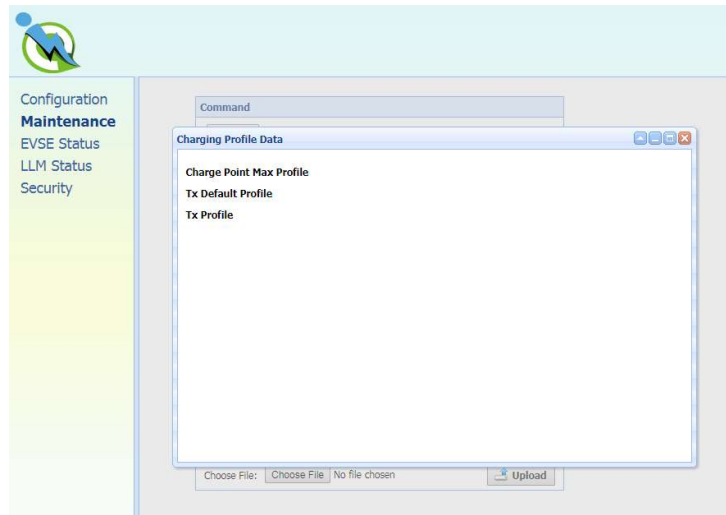 Configuration
Maintenance
EVSE Status
LLM Status
Security
Command
Charging Profile Data
Charge Point Max Profile
Tx Default Profile
Tx Profile
Choose File: Choose File No file chosen Upload